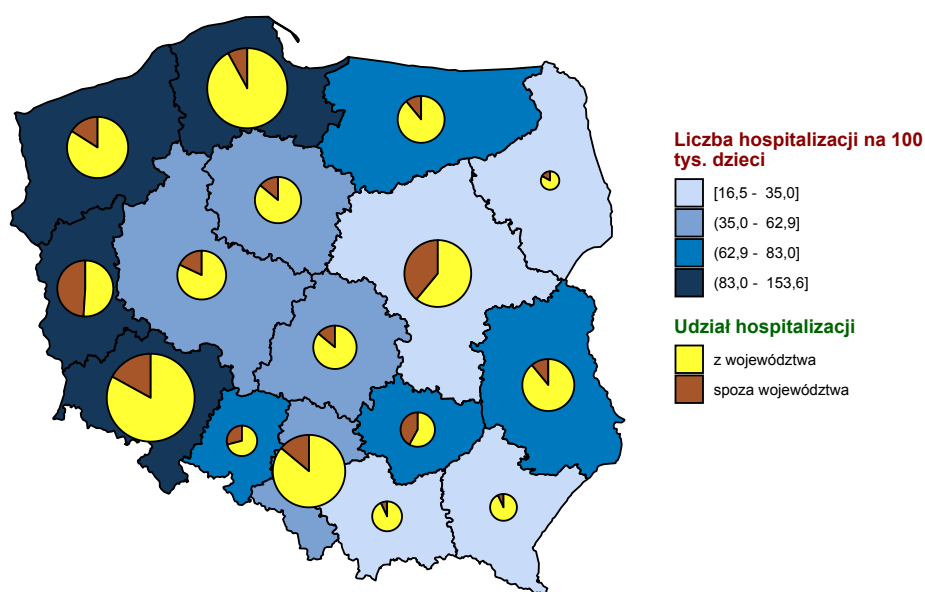 Liczba hospitalizacji na 100
tys. dzieci
[16,5 - 35,0]
(35,0 - 62,9]
(62,9 - 83,0]
(83,0 - 153,6]
Udział hospitalizacji
z województwa
spoza województwa